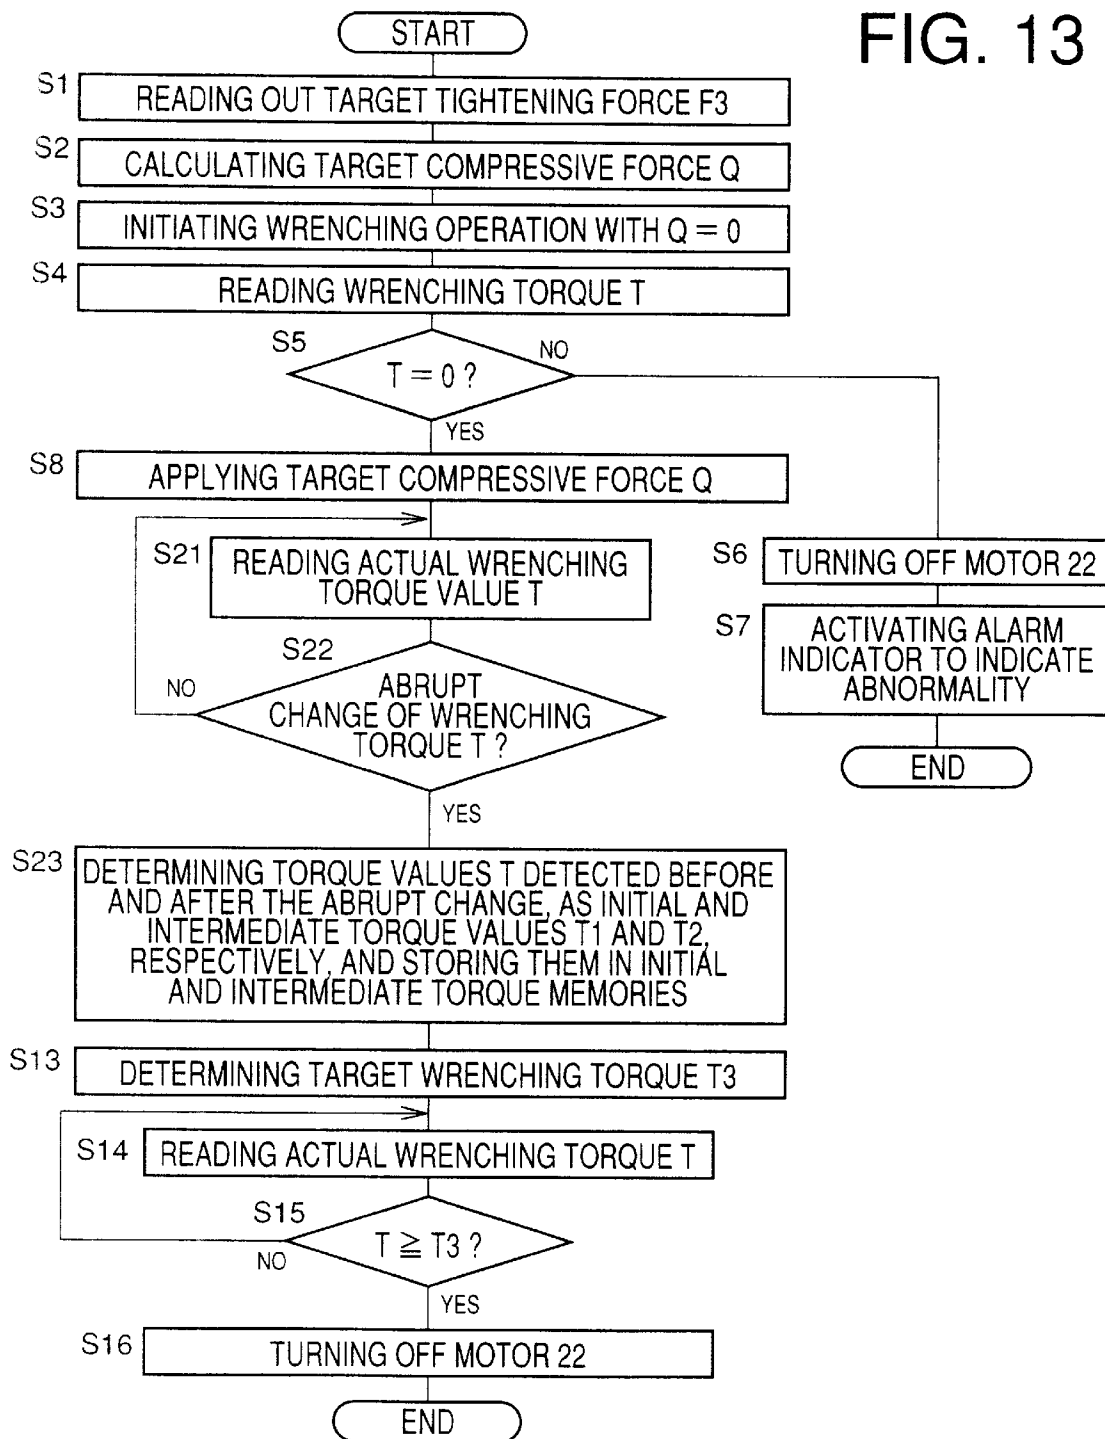 FIG. 13
START
S1
READING OUT TARGET TIGHTENING FORCE F3
S2
CALCULATING TARGET COMPRESSIVE FORCE Q
S3
INITIATING WRENCHING OPERATION WITH Q = 0
S4
READING WRENCHING TORQUE T
S5
T = 0 ?
NO
YES
S8
APPLYING TARGET COMPRESSIVE FORCE Q
S21
READING ACTUAL WRENCHING
TORQUE VALUE T
S22
ABRUPT
CHANGE OF WRENCHING
TORQUE T ?
NO
YES
S6
TURNING OFF MOTOR 22
S7
ACTIVATING ALARM
INDICATOR TO INDICATE
ABNORMALITY
END
S23
DETERMINING TORQUE VALUES T DETECTED BEFORE
AND AFTER THE ABRUPT CHANGE, AS INITIAL AND
INTERMEDIATE TORQUE VALUES T1 AND T2,
RESPECTIVELY, AND STORING THEM IN INITIAL
AND INTERMEDIATE TORQUE MEMORIES
S13
DETERMINING TARGET WRENCHING TORQUE T3
S14
READING ACTUAL WRENCHING TORQUE T
S15
T ≧ T3 ?
NO
YES
S16
TURNING OFF MOTOR 22
END